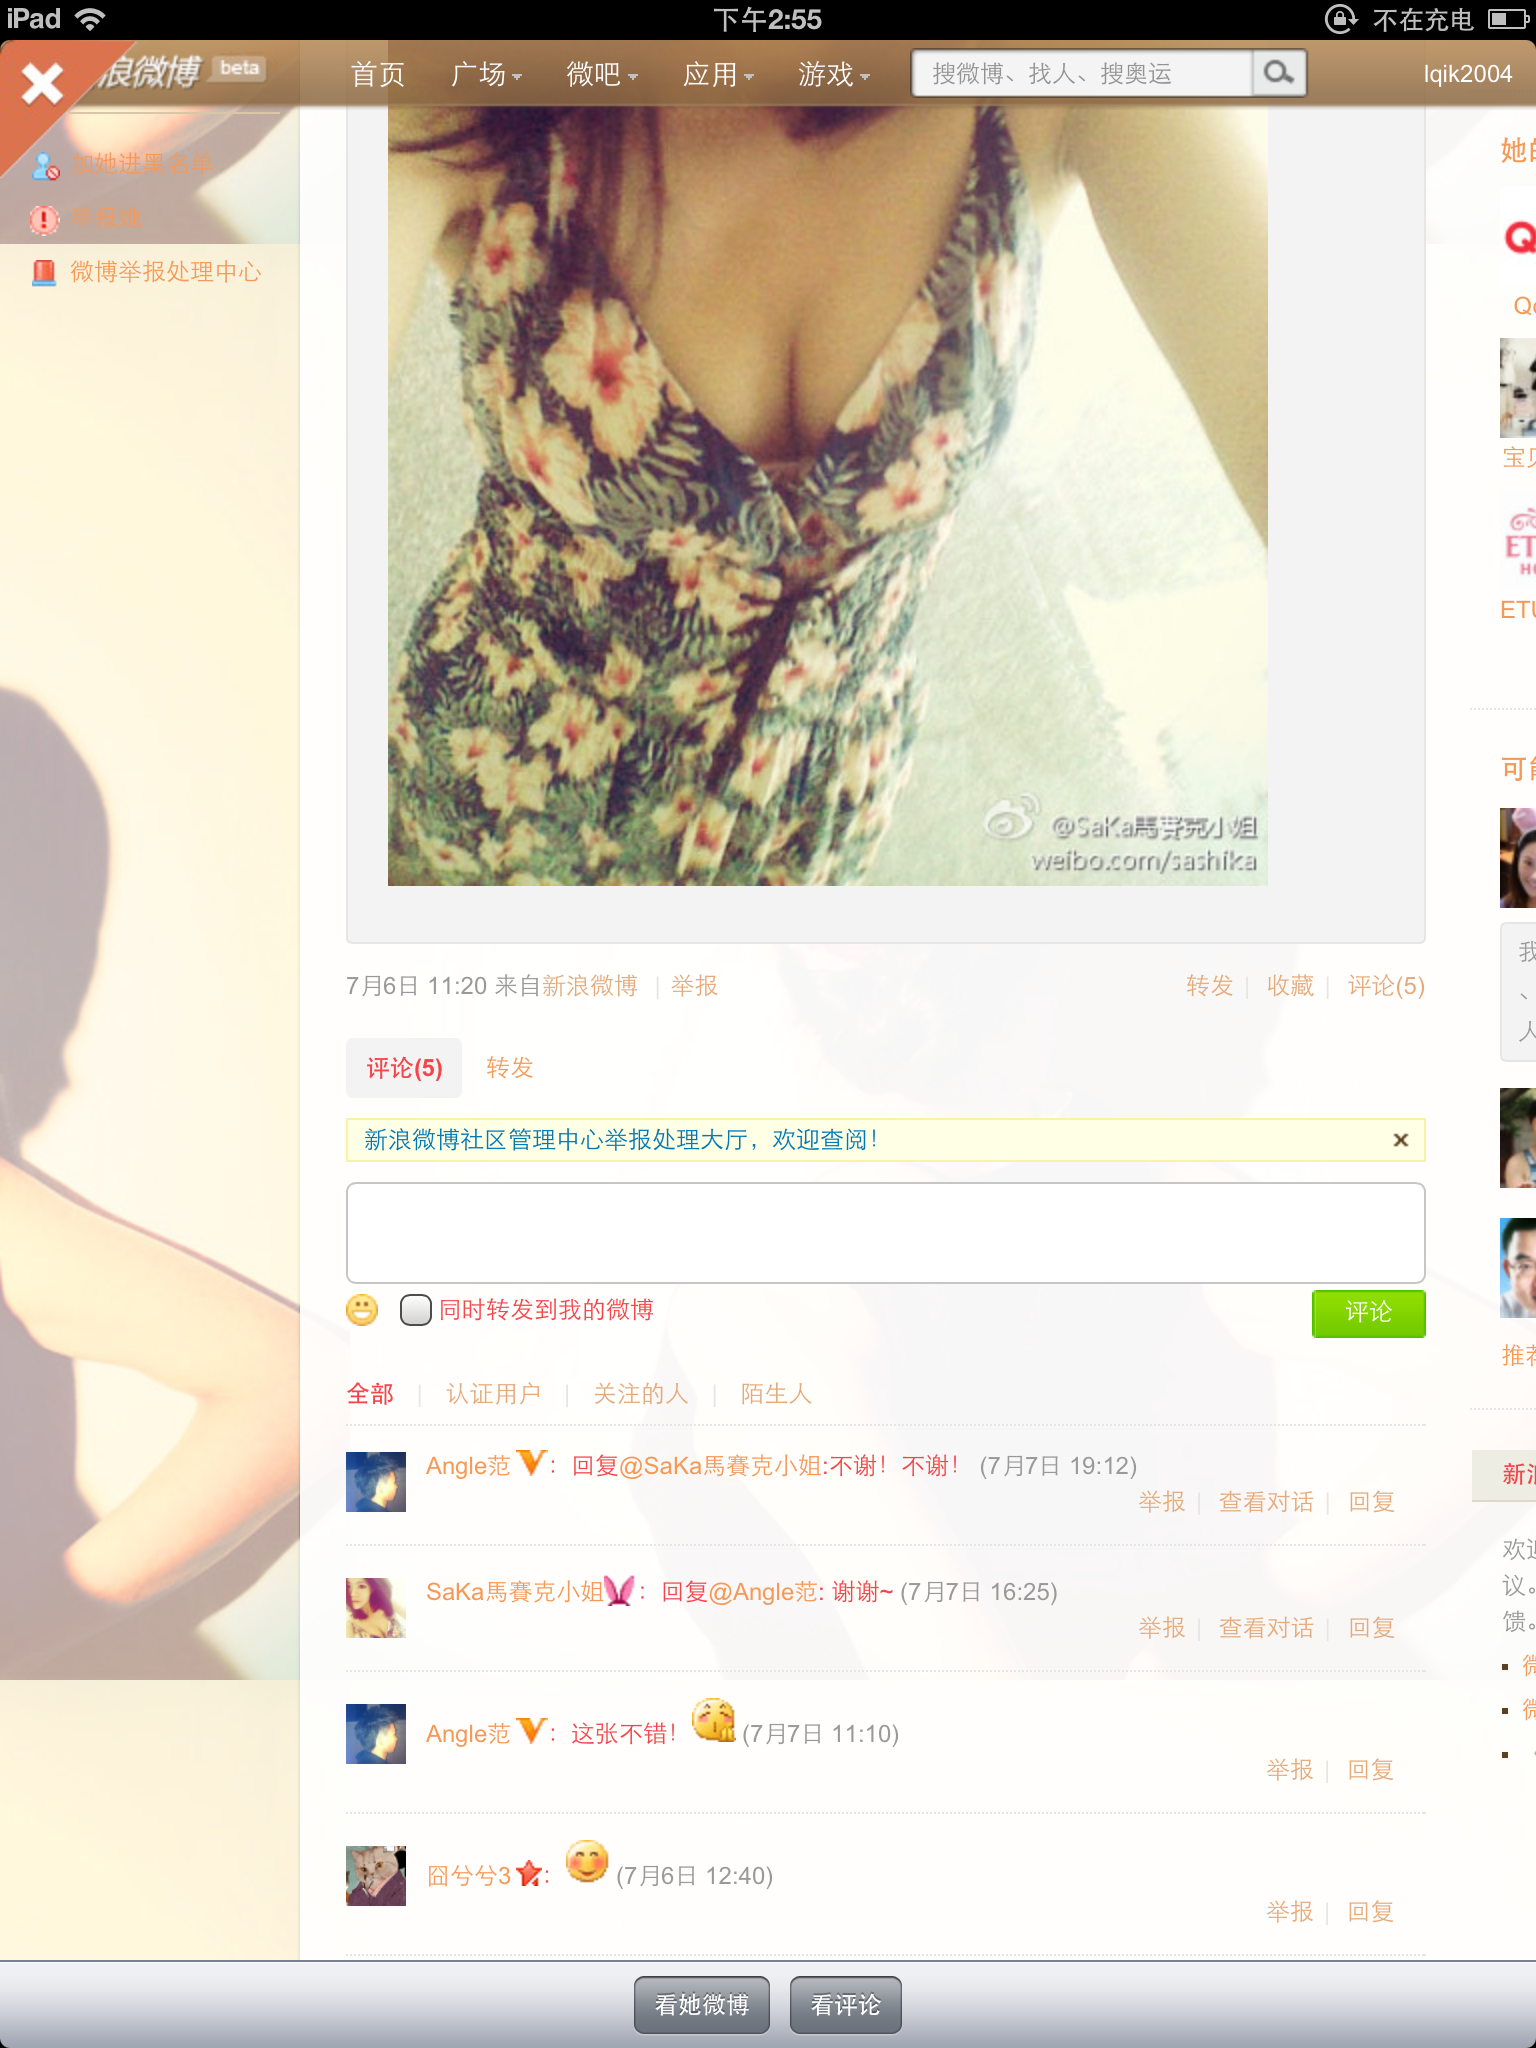 iPad
下午2:55
不在充电
浪微博 beta
首页
广场
微吧
应用
游戏
搜微博、找人、搜奥运
lqik2004
加她进黑名单
举报她
微博举报处理中心
@SaKa馬賽克小姐
weibo.com/sashika
7月6日 11:20 来自新浪微博 | 举报
转发 | 收藏 | 评论(5)
评论(5) 转发
新浪微博社区管理中心举报处理大厅，欢迎查阅！
同时转发到我的微博
评论
全部 | 认证用户 | 关注的人 | 陌生人
Angle范 V： 回复@SaKa馬賽克小姐:不谢！不谢！ (7月7日 19:12)
举报 | 查看对话 | 回复
SaKa馬賽克小姐： 回复@Angle范: 谢谢~ (7月7日 16:25)
举报 | 查看对话 | 回复
Angle范 V： 这张不错！ (7月7日 11:10)
举报 | 回复
囧兮兮3： (7月6日 12:40)
举报 | 回复
她
Q
宝
ET
HO
ETU
可
我
、
人
推
新
欢
议。
馈。
微
微
看她微博
看评论